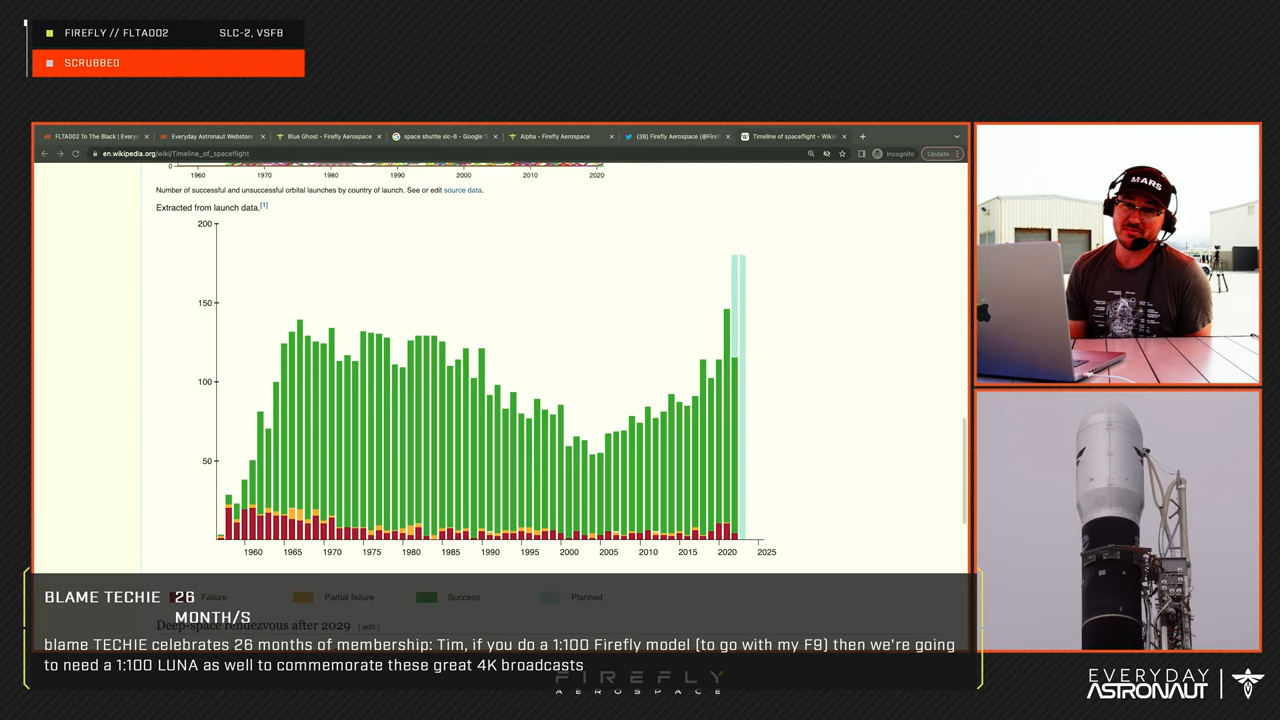 FIREFLY // FLTA002 SLC-2, VSFB
SCRUBBED
FLTA002 To The Black | Everyd
Everyday Astronaut Webstore
Blue Ghost - Firefly Aerospace
space shuttle slc-6 - Google S
Alpha - Firefly Aerospace
(38) Firefly Aerospace (@Firef
Timeline of spaceflight - Wiki
en.wikipedia.org/wiki/Timeline_of_spaceflight
Incognito
Update
0
1960 1970 1980 1990 2000 2010 2020
Number of successful and unsuccessful orbital launches by country of launch. See or edit source data.
Extracted from launch data.[1]
200
150
100
50
1960 1965 1970 1975 1980 1985 1990 1995 2000 2005 2010 2015 2020 2025
Failure Partial failure Success Planned
Deep-space rendezvous after 2029 [ edit ]
BLAME TECHIE 26
MONTH/S
blame TECHIE celebrates 26 months of membership: Tim, if you do a 1:100 Firefly model (to go with my F9) then we're going
to need a 1:100 LUNA as well to commemorate these great 4K broadcasts
FIREFLY
AEROSPACE
MARS
EVERYDAY
ASTRONAUT